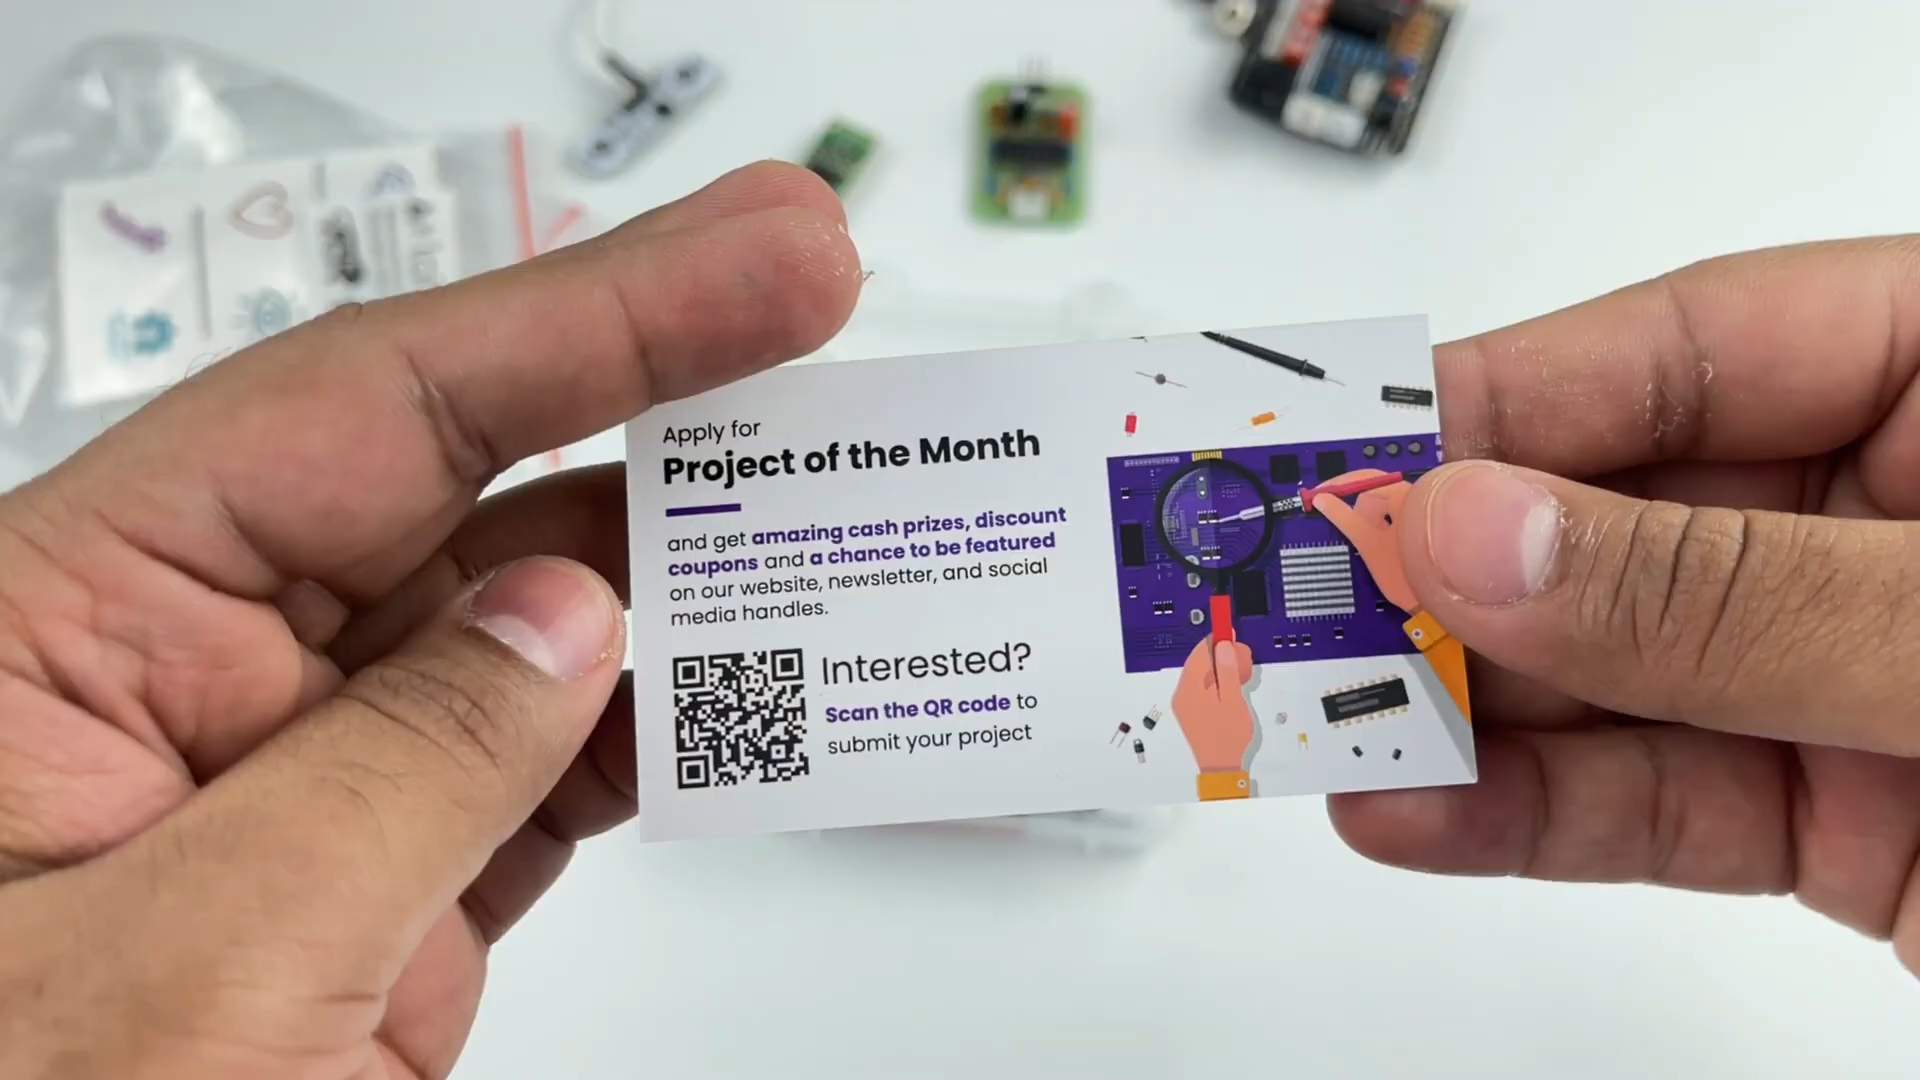 Apply for
Project of the Month
and get amazing cash prizes, discount
coupons and a chance to be featured
on our website, newsletter, and social
media handles.
Interested?
Scan the QR code to
submit your project